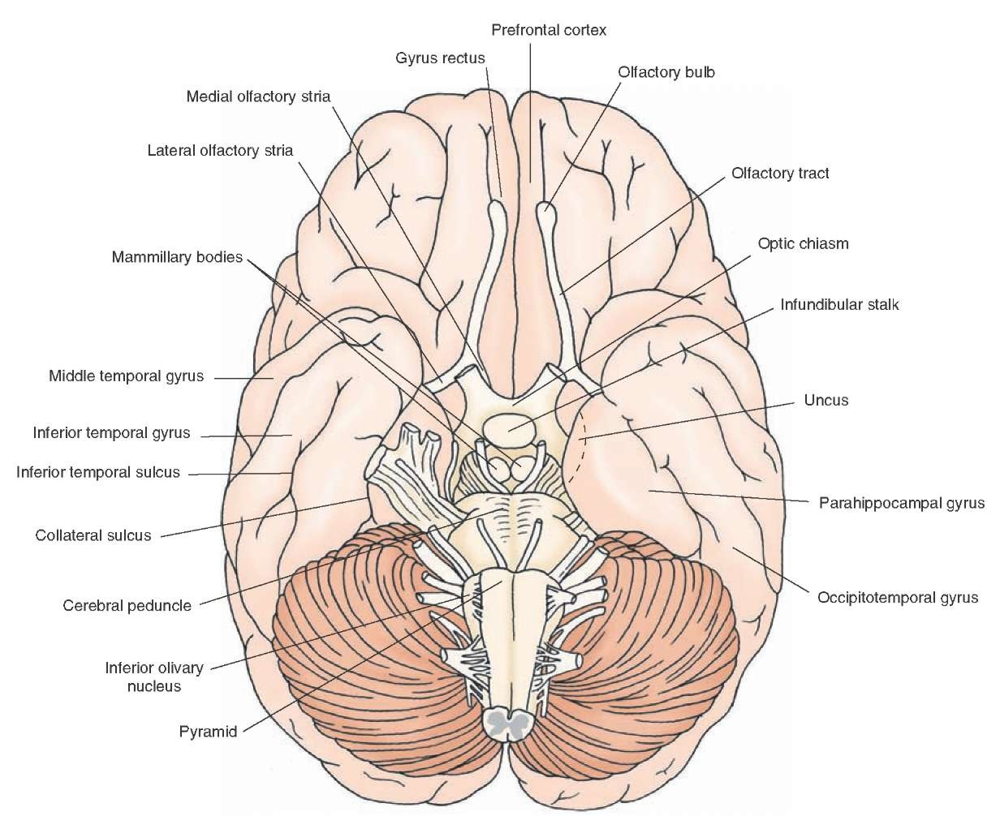 Prefrontal cortex
Gyrus rectus
Olfactory bulb
Medial olfactory stria
Lateral olfactory stria
Olfactory tract
Optic chiasm
Mammillary bodies
Infundibular stalk
Middle temporal gyrus
Uncus
Inferior temporal gyrus
Inferior temporal sulcus
Parahippocampal gyrus
Collateral sulcus
Occipitotemporal gyrus
Cerebral peduncle
Inferior olivary
nucleus
Pyramid